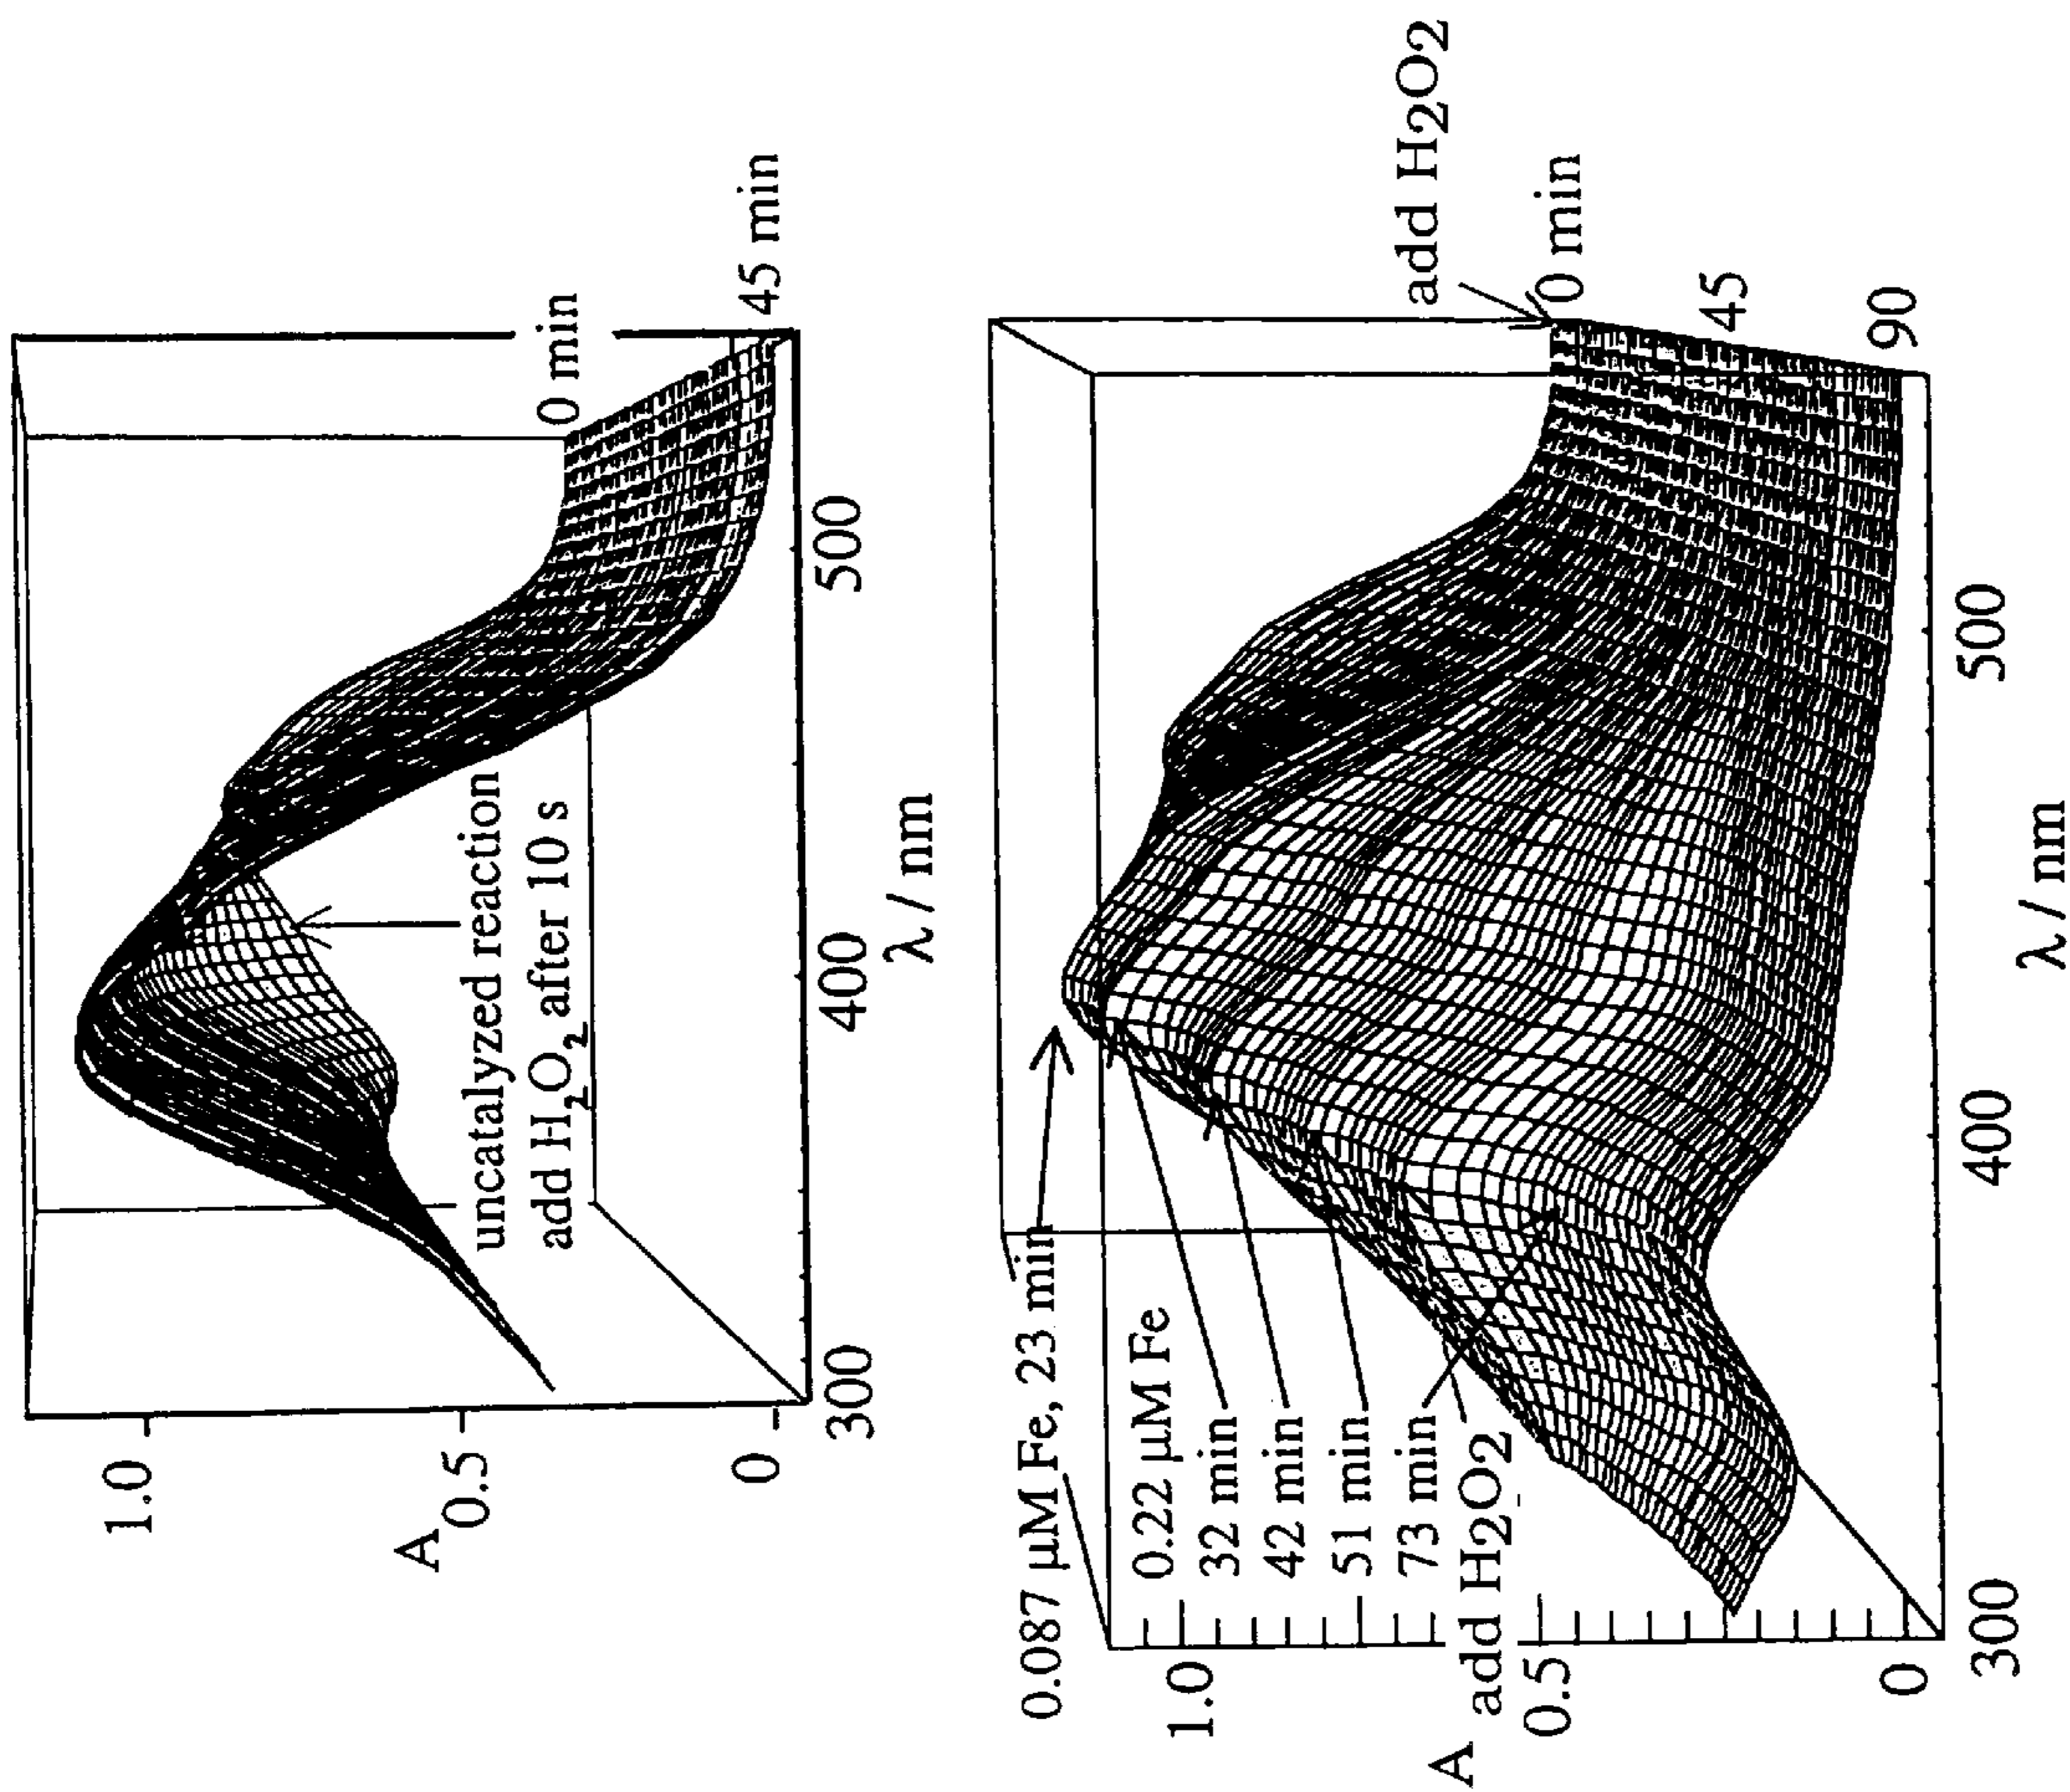 1.0
A
0.5
0
0 min
45 min
uncatalyzed reaction
add H2O2 after 10 s
300
400
500
λ / nm
0.087 μM Fe, 23 min
0.22 μM Fe
1.0
32 min
42 min
51 min
73 min
A
add H2O2
0.5
0
add H2O2
0 min
45
90
300
400
500
λ / nm